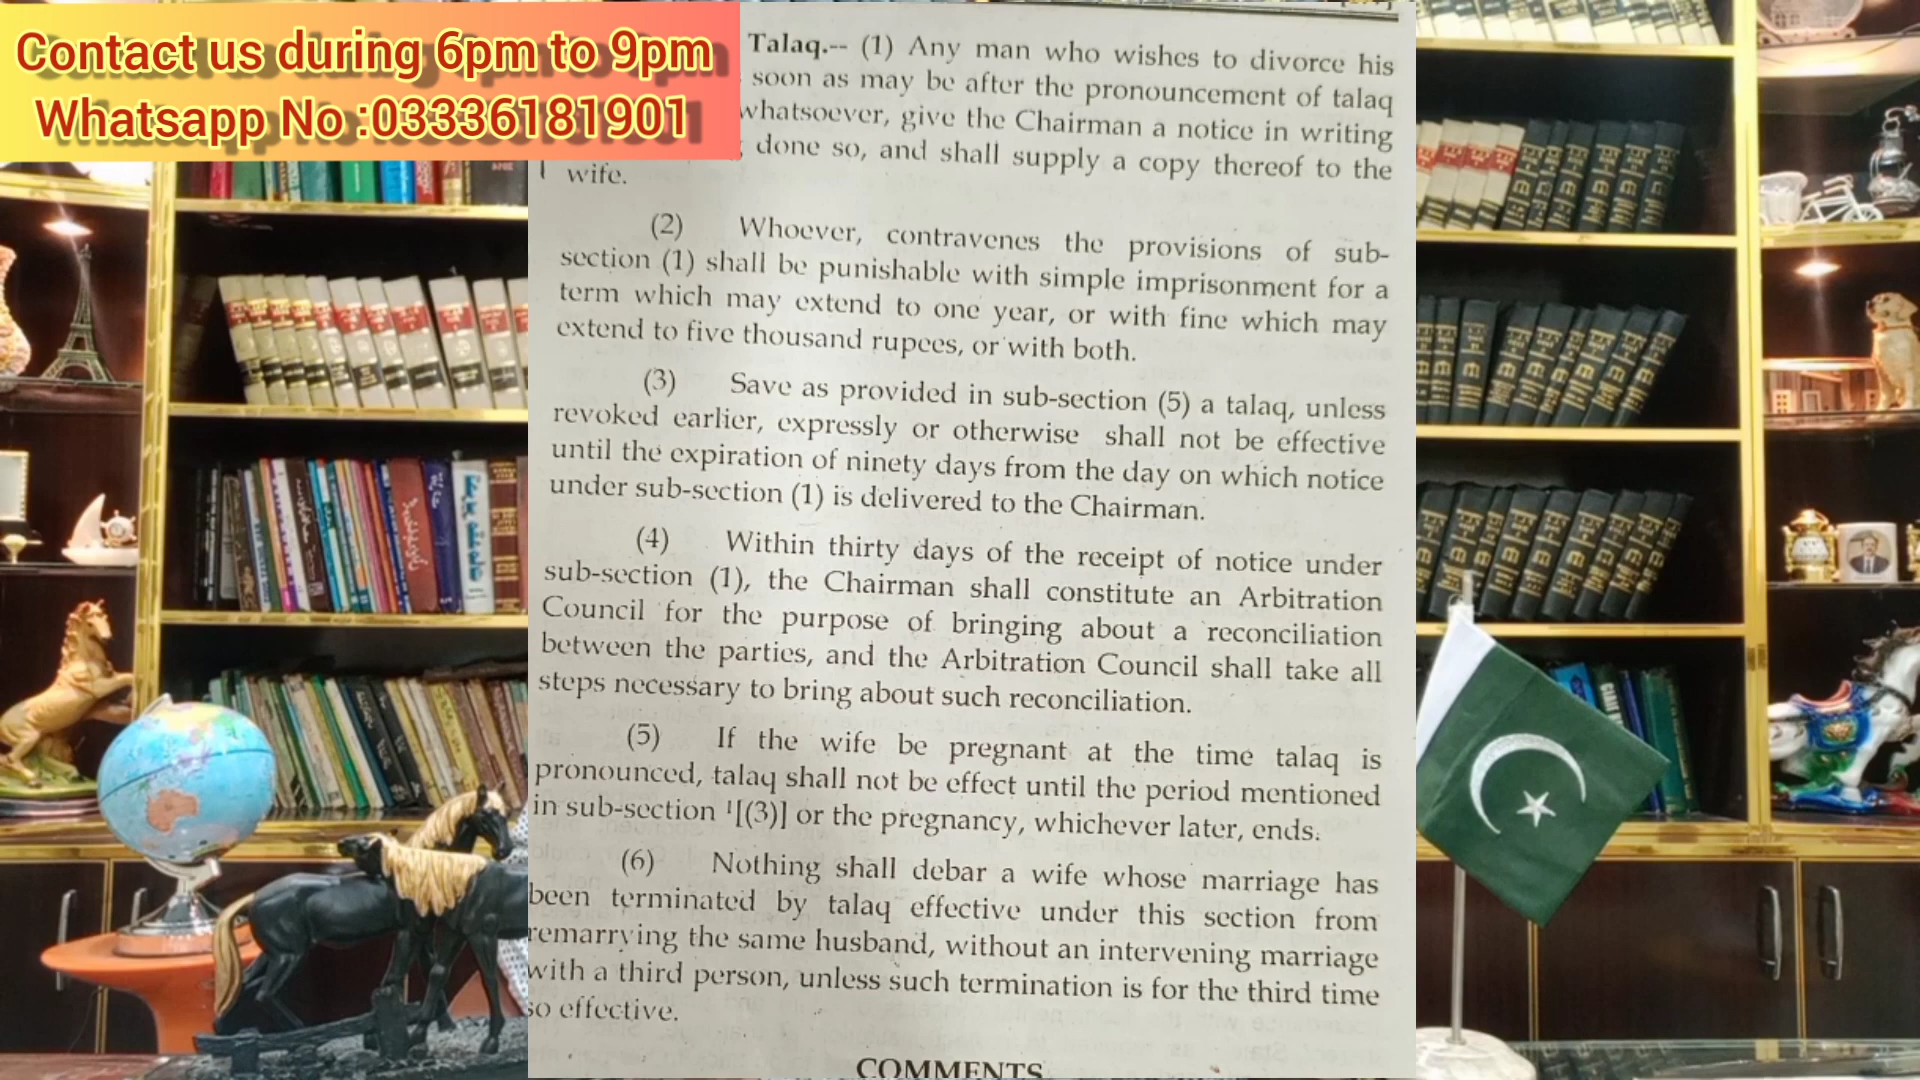 Contact us during 6pm to 9pm
Whatsapp No :03336181901
Talaq.-- (1) Any man who wishes to divorce his
soon as may be after the pronouncement of talaq
whatsoever, give the Chairman a notice in writing
done so, and shall supply a copy thereof to the
wife.
(2) Whoever, contravenes the provisions of sub-
section (1) shall be punishable with simple imprisonment for a
term which may extend to one year, or with fine which may
extend to five thousand rupees, or with both.
(3) Save as provided in sub-section (5) a talaq, unless
revoked earlier, expressly or otherwise shall not be effective
until the expiration of ninety days from the day on which notice
under sub-section (1) is delivered to the Chairman.
(4) Within thirty days of the receipt of notice under
sub-section (1), the Chairman shall constitute an Arbitration
Council for the purpose of bringing about a reconciliation
between the parties, and the Arbitration Council shall take all
steps necessary to bring about such reconciliation.
(5) If the wife be pregnant at the time talaq is
pronounced, talaq shall not be effect until the period mentioned
in sub-section ¹[(3)] or the pregnancy, whichever later, ends.
(6) Nothing shall debar a wife whose marriage has
been terminated by talaq effective under this section from
remarrying the same husband, without an intervening marriage
with a third person, unless such termination is for the third time
so effective.
COMMENTS